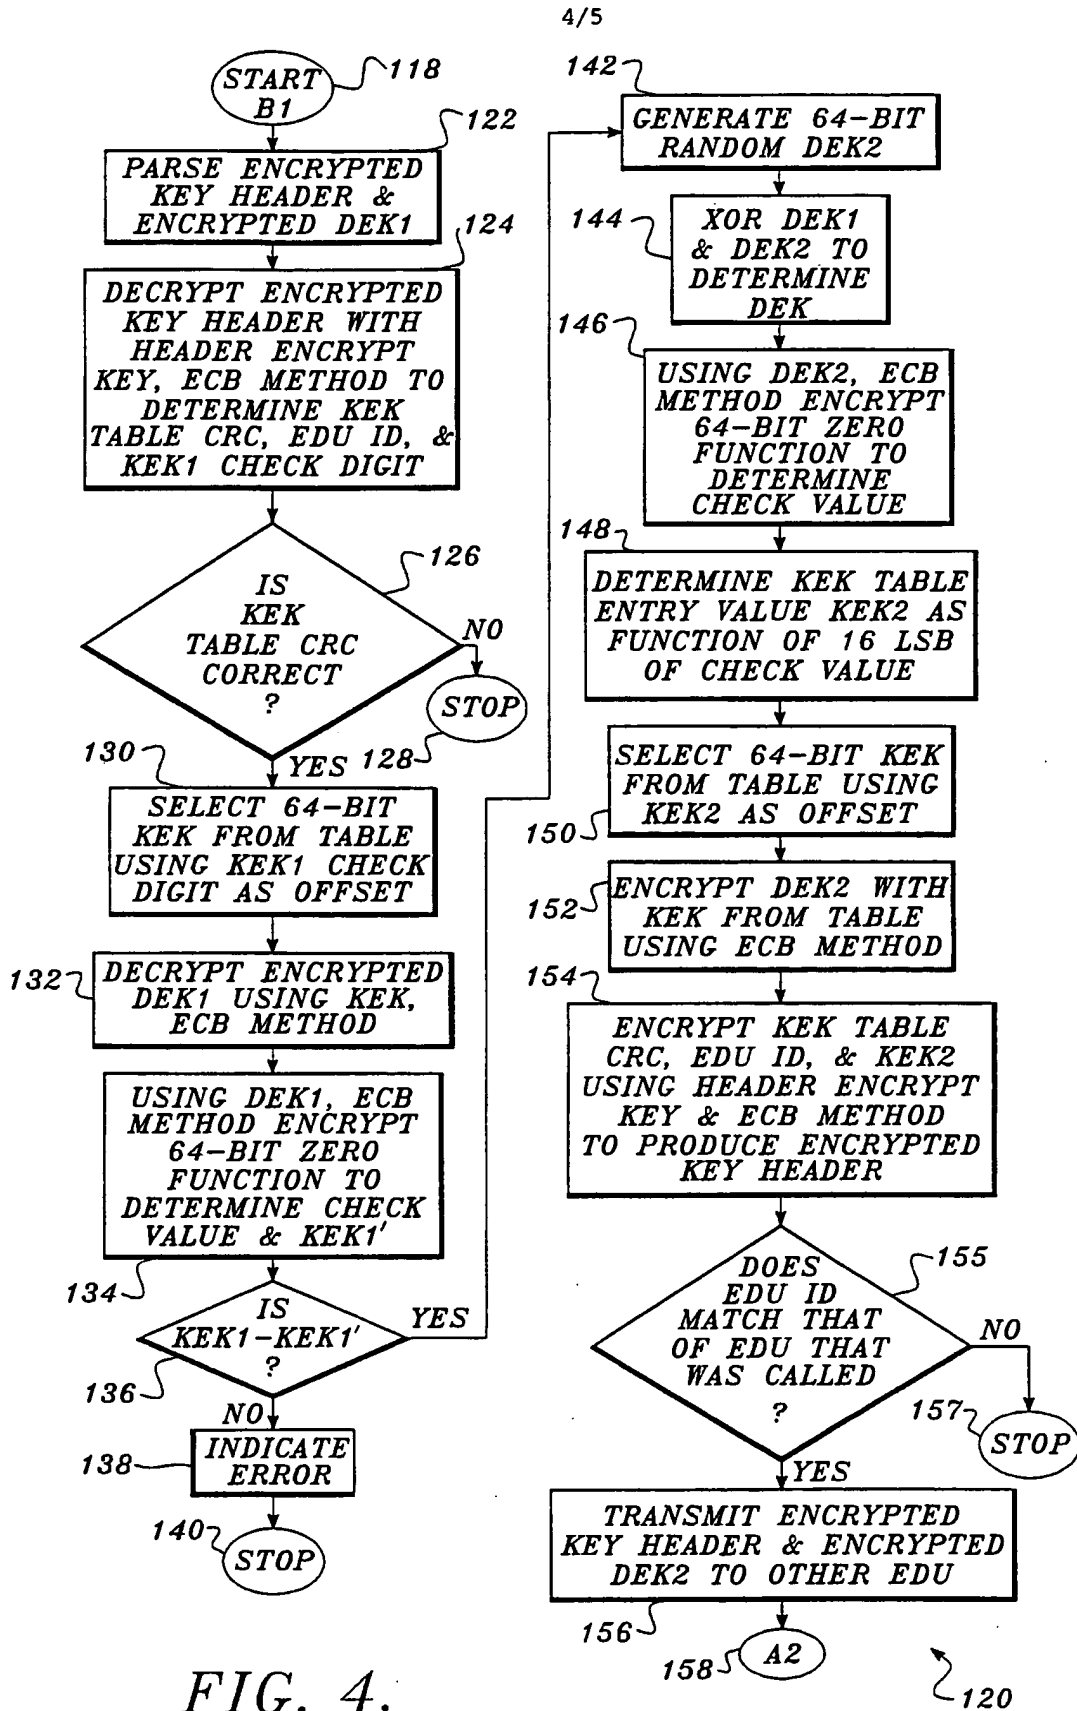 4/5
START
B1
118
122
PARSE ENCRYPTED
KEY HEADER &
ENCRYPTED DEK1
124
DECRYPT ENCRYPTED
KEY HEADER WITH
HEADER ENCRYPT
KEY, ECB METHOD TO
DETERMINE KEK
TABLE CRC, EDU ID, &
KEK1 CHECK DIGIT
126
IS
KEK
TABLE CRC
CORRECT
?
NO
STOP
128
YES
130
SELECT 64-BIT
KEK FROM TABLE
USING KEK1 CHECK
DIGIT AS OFFSET
132
DECRYPT ENCRYPTED
DEK1 USING KEK,
ECB METHOD
USING DEK1, ECB
METHOD ENCRYPT
64-BIT ZERO
FUNCTION TO
DETERMINE CHECK
VALUE & KEK1'
134
IS
KEK1-KEK1'
?
YES
136
NO
138
INDICATE
ERROR
140
STOP
142
GENERATE 64-BIT
RANDOM DEK2
144
XOR DEK1
& DEK2 TO
DETERMINE
DEK
146
USING DEK2, ECB
METHOD ENCRYPT
64-BIT ZERO
FUNCTION TO
DETERMINE
CHECK VALUE
148
DETERMINE KEK TABLE
ENTRY VALUE KEK2 AS
FUNCTION OF 16 LSB
OF CHECK VALUE
SELECT 64-BIT KEK
FROM TABLE USING
KEK2 AS OFFSET
150
152
ENCRYPT DEK2 WITH
KEK FROM TABLE
USING ECB METHOD
154
ENCRYPT KEK TABLE
CRC, EDU ID, & KEK2
USING HEADER ENCRYPT
KEY & ECB METHOD
TO PRODUCE ENCRYPTED
KEY HEADER
155
DOES
EDU ID
MATCH THAT
OF EDU THAT
WAS CALLED
?
NO
157
STOP
YES
TRANSMIT ENCRYPTED
KEY HEADER & ENCRYPTED
DEK2 TO OTHER EDU
156
A2
158
120
FIG. 4.